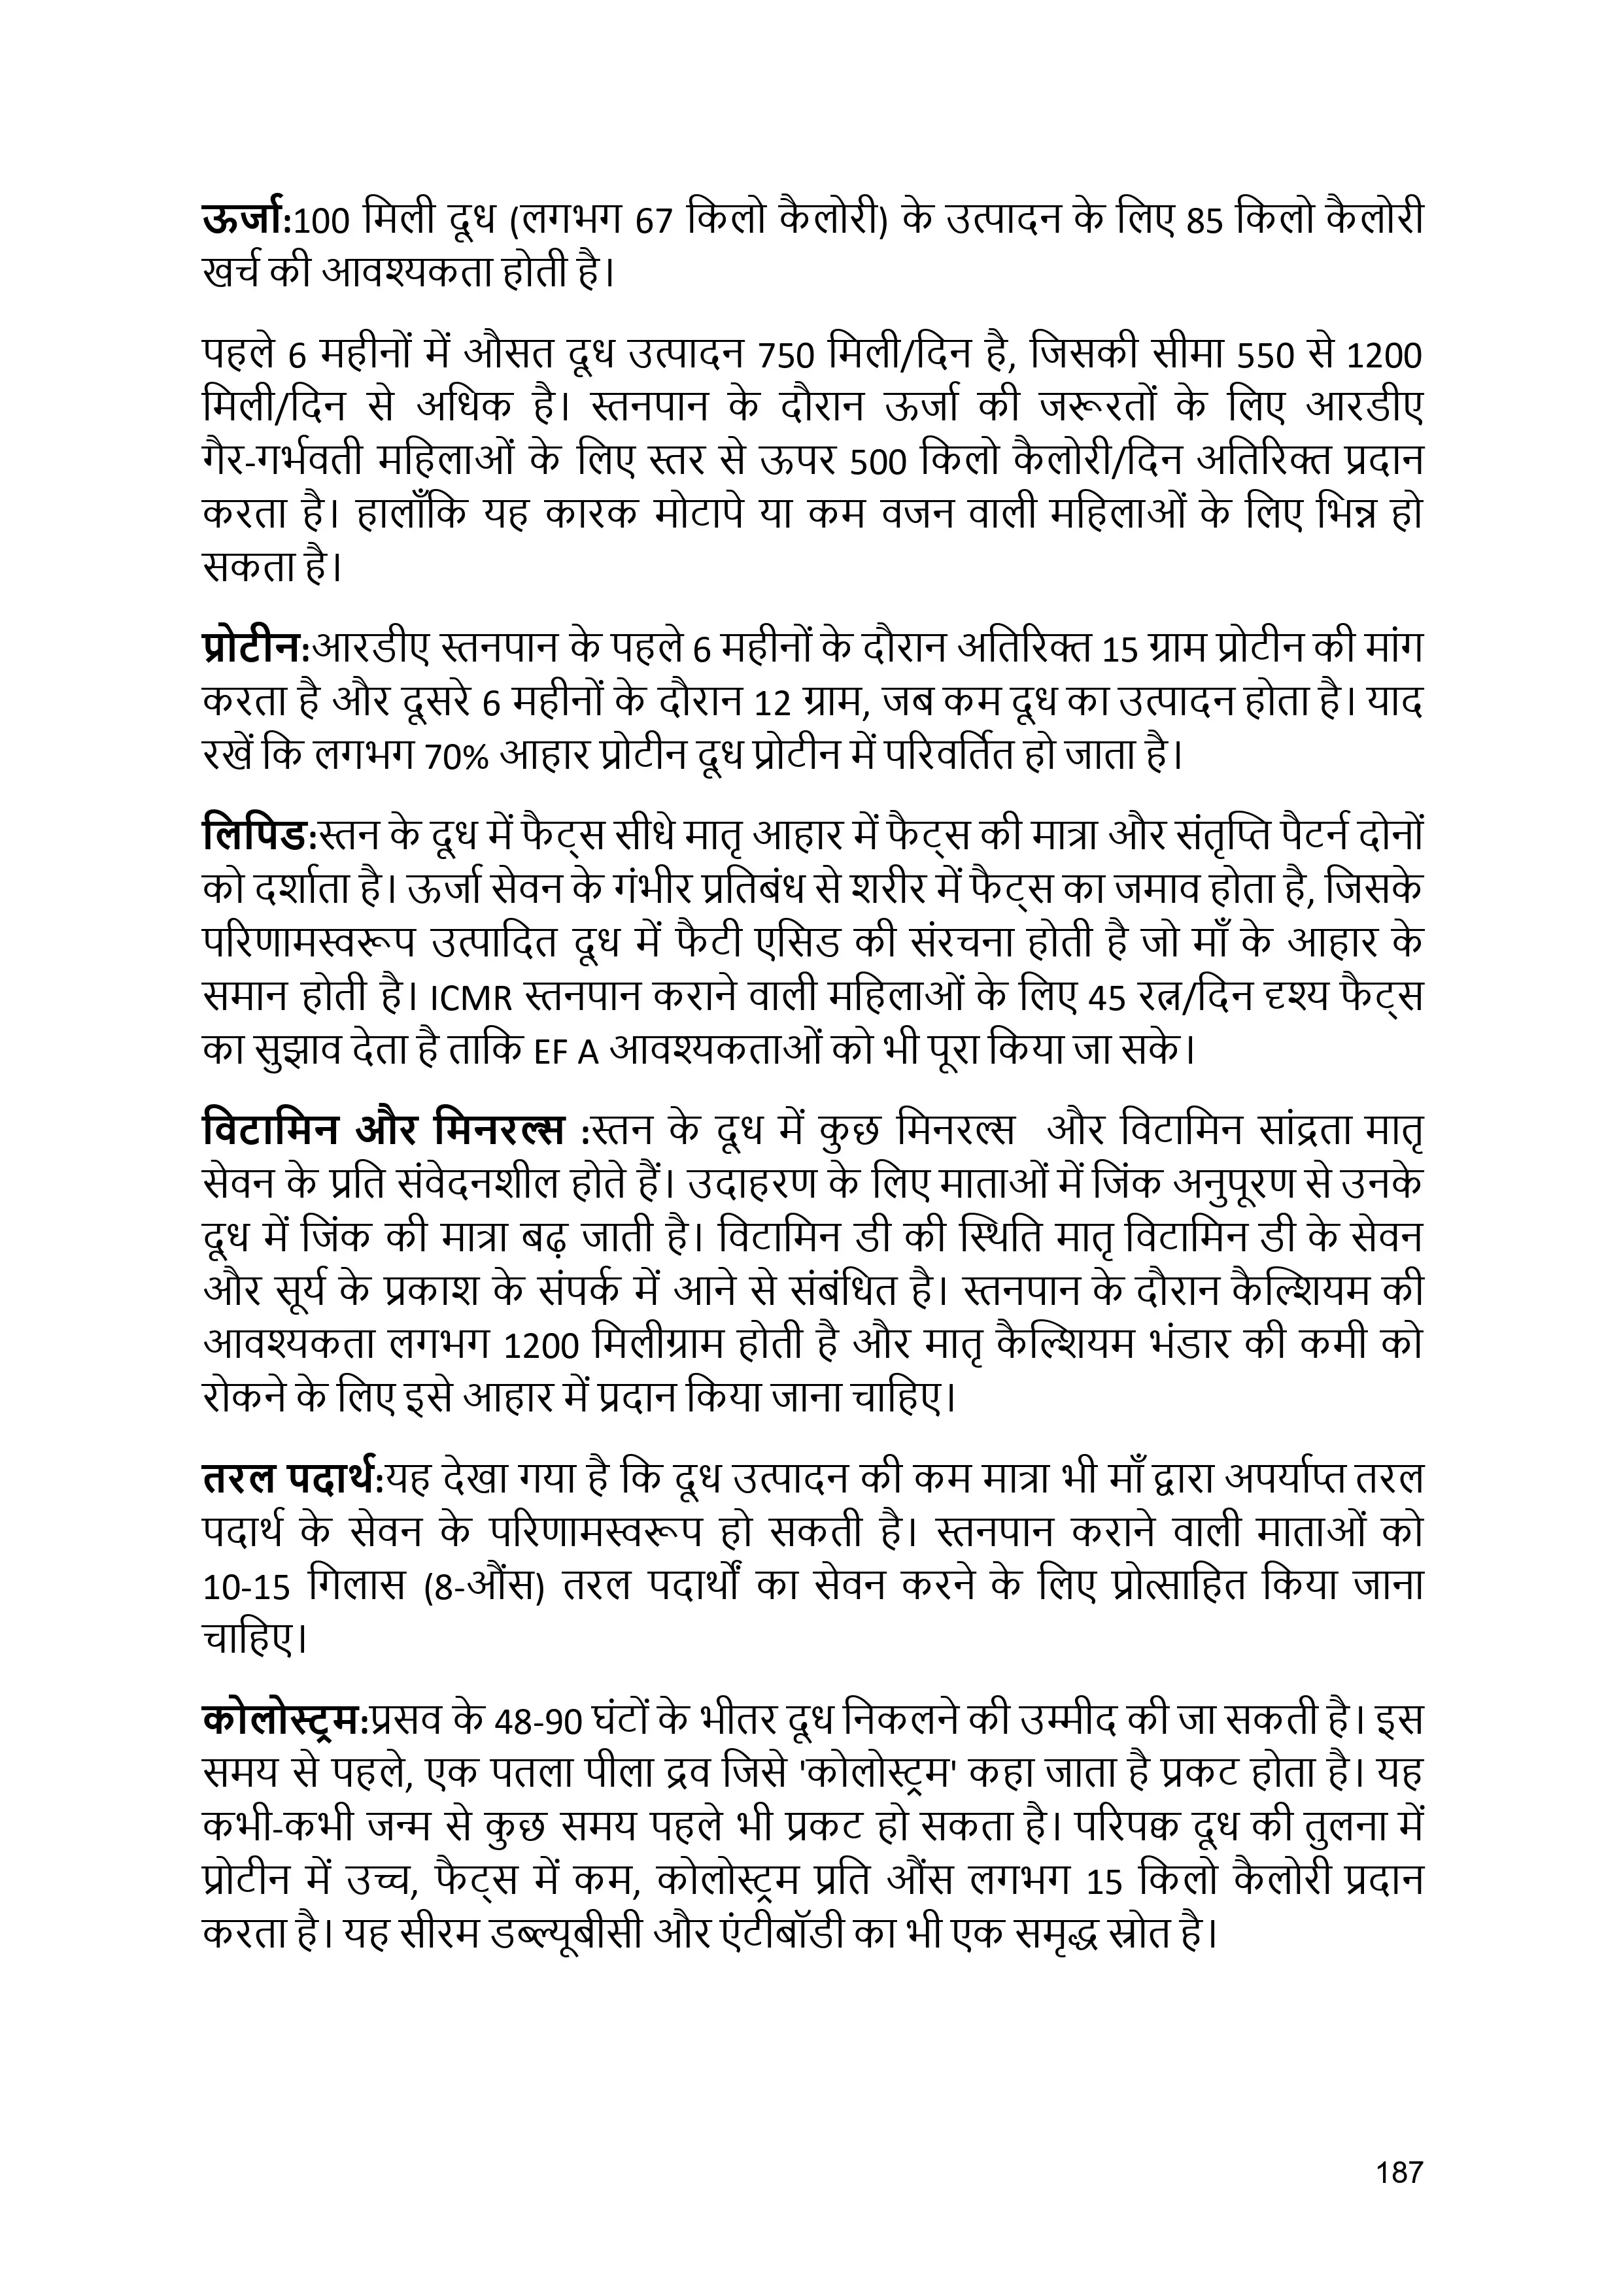 ऊर्जा:100 मिली दूध (लगभग 67 किलो कैलोरी) के उत्पादन के लिए 85 किलो कैलोरी
खर्च की आवश्यकता होती है।
पहले 6 महीनों में औसत दूध उत्पादन 750 मिली/दिन है, जिसकी सीमा 550 से 1200
मिली/दिन से अधिक है। स्तनपान के दौरान ऊर्जा की जरूरतों के लिए आरडीए
गैर-गर्भवती महिलाओं के लिए स्तर से ऊपर 500 किलो कैलोरी/दिन अतिरिक्त प्रदान
करता है। हालाँकि यह कारक मोटापे या कम वजन वाली महिलाओं के लिए भिन्न हो
सकता है।
प्रोटीन:आरडीए स्तनपान के पहले 6 महीनों के दौरान अतिरिक्त 15 ग्राम प्रोटीन की मांग
करता है और दूसरे 6 महीनों के दौरान 12 ग्राम, जब कम दूध का उत्पादन होता है। याद
रखें कि लगभग 70% आहार प्रोटीन दूध प्रोटीन में परिवर्तित हो जाता है।
लिपिड:स्तन के दूध में फैट्स सीधे मातृ आहार में फैट्स की मात्रा और संतृप्ति पैटर्न दोनों
को दर्शाता है। ऊर्जा सेवन के गंभीर प्रतिबंध से शरीर में फैट्स का जमाव होता है, जिसके
परिणामस्वरूप उत्पादित दूध में फैटी एसिड की संरचना होती है जो माँ के आहार के
समान होती है। ICMR स्तनपान कराने वाली महिलाओं के लिए 45 रत्न/दिन दृश्य फैट्स
का सुझाव देता है ताकि EF A आवश्यकताओं को भी पूरा किया जा सके।
विटामिन और मिनरल्स :स्तन के दूध में कुछ मिनरल्स और विटामिन सांद्रता मातृ
सेवन के प्रति संवेदनशील होते हैं। उदाहरण के लिए माताओं में जिंक अनुपूरण से उनके
दूध में जिंक की मात्रा बढ़ जाती है। विटामिन डी की स्थिति मातृ विटामिन डी के सेवन
और सूर्य के प्रकाश के संपर्क में आने से संबंधित है। स्तनपान के दौरान कैल्शियम की
आवश्यकता लगभग 1200 मिलीग्राम होती है और मातृ कैल्शियम भंडार की कमी को
रोकने के लिए इसे आहार में प्रदान किया जाना चाहिए।
तरल पदार्थ:यह देखा गया है कि दूध उत्पादन की कम मात्रा भी माँ द्वारा अपर्याप्त तरल
पदार्थ के सेवन के परिणामस्वरूप हो सकती है। स्तनपान कराने वाली माताओं को
10-15 गिलास (8-औंस) तरल पदार्थों का सेवन करने के लिए प्रोत्साहित किया जाना
चाहिए।
कोलोस्ट्रम:प्रसव के 48-90 घंटों के भीतर दूध निकलने की उम्मीद की जा सकती है। इस
समय से पहले, एक पतला पीला द्रव जिसे 'कोलोस्ट्रम' कहा जाता है प्रकट होता है। यह
कभी-कभी जन्म से कुछ समय पहले भी प्रकट हो सकता है। परिपक्व दूध की तुलना में
प्रोटीन में उच्च, फैट्स में कम, कोलोस्ट्रम प्रति औंस लगभग 15 किलो कैलोरी प्रदान
करता है। यह सीरम डब्ल्यूबीसी और एंटीबॉडी का भी एक समृद्ध स्रोत है।
187